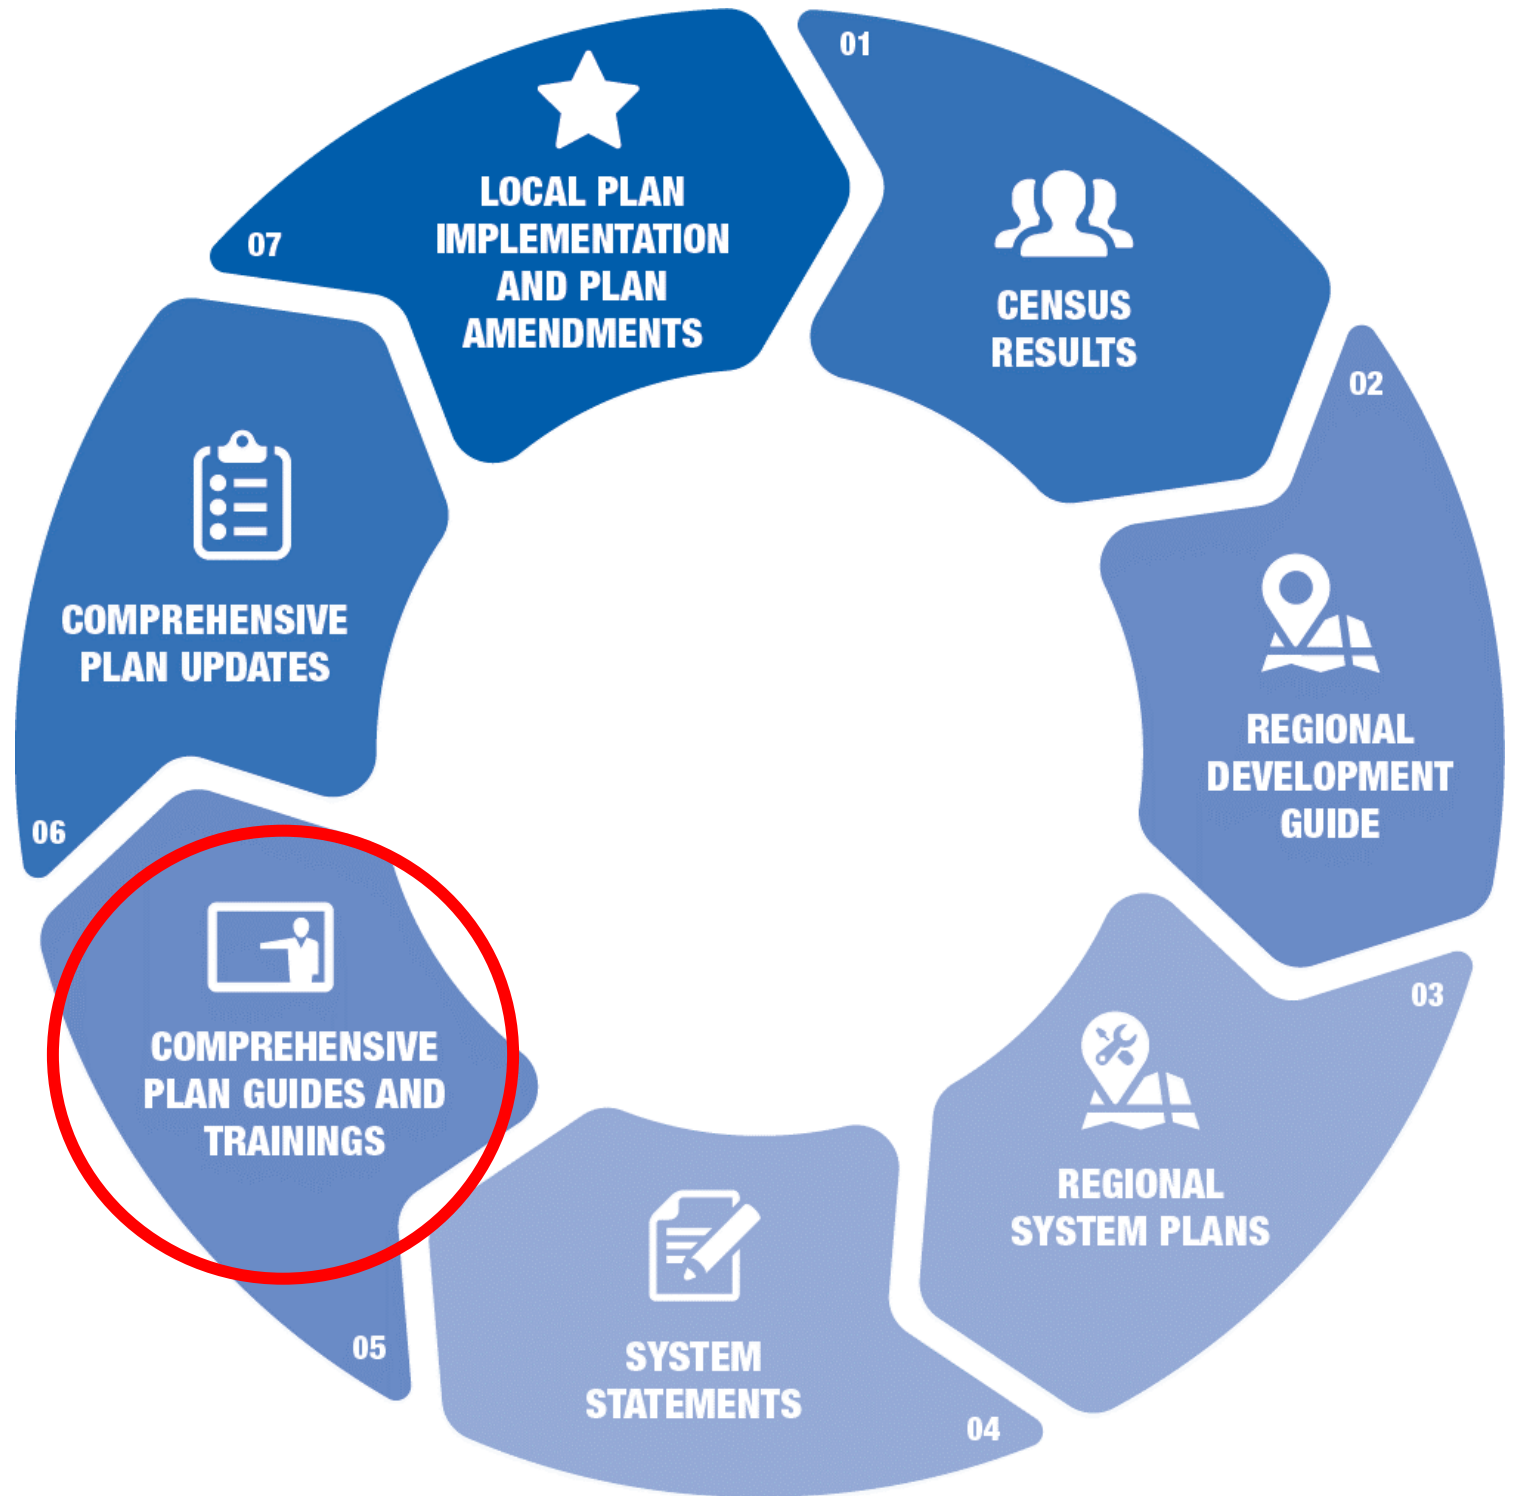 01
CENSUS
RESULTS
02
REGIONAL
DEVELOPMENT
GUIDE
03
REGIONAL
SYSTEM PLANS
04
SYSTEM
STATEMENTS
05
COMPREHENSIVE
PLAN GUIDES AND
TRAININGS
06
COMPREHENSIVE
PLAN UPDATES
07
LOCAL PLAN
IMPLEMENTATION
AND PLAN
AMENDMENTS